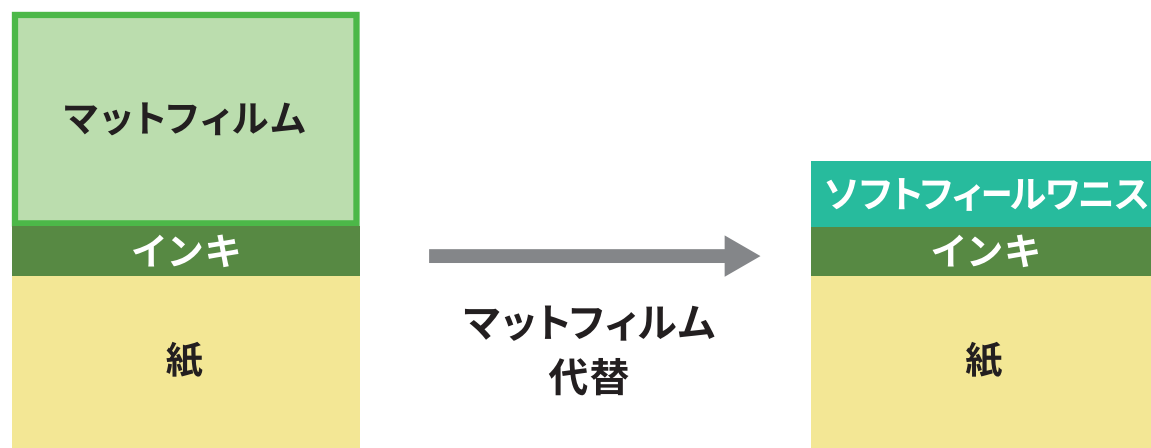 マットフィルム
インキ
紙
マットフィルム
代替
ソフトフィールワニス
インキ
紙